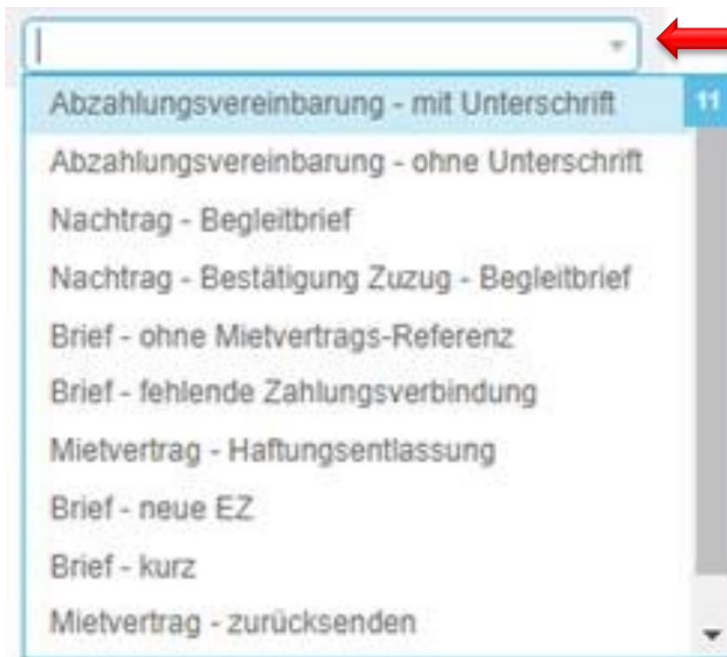 Abzahlungsvereinbarung - mit Unterschrift 11
Abzahlungsvereinbarung - ohne Unterschrift
Nachtrag - Begleitbrief
Nachtrag - Bestätigung Zuzug - Begleitbrief
Brief - ohne Mietvertrags-Referenz
Brief - fehlende Zahlungsverbindung
Mietvertrag - Haftungsentlassung
Brief - neue EZ
Brief - kurz
Mietvertrag - zurücksenden